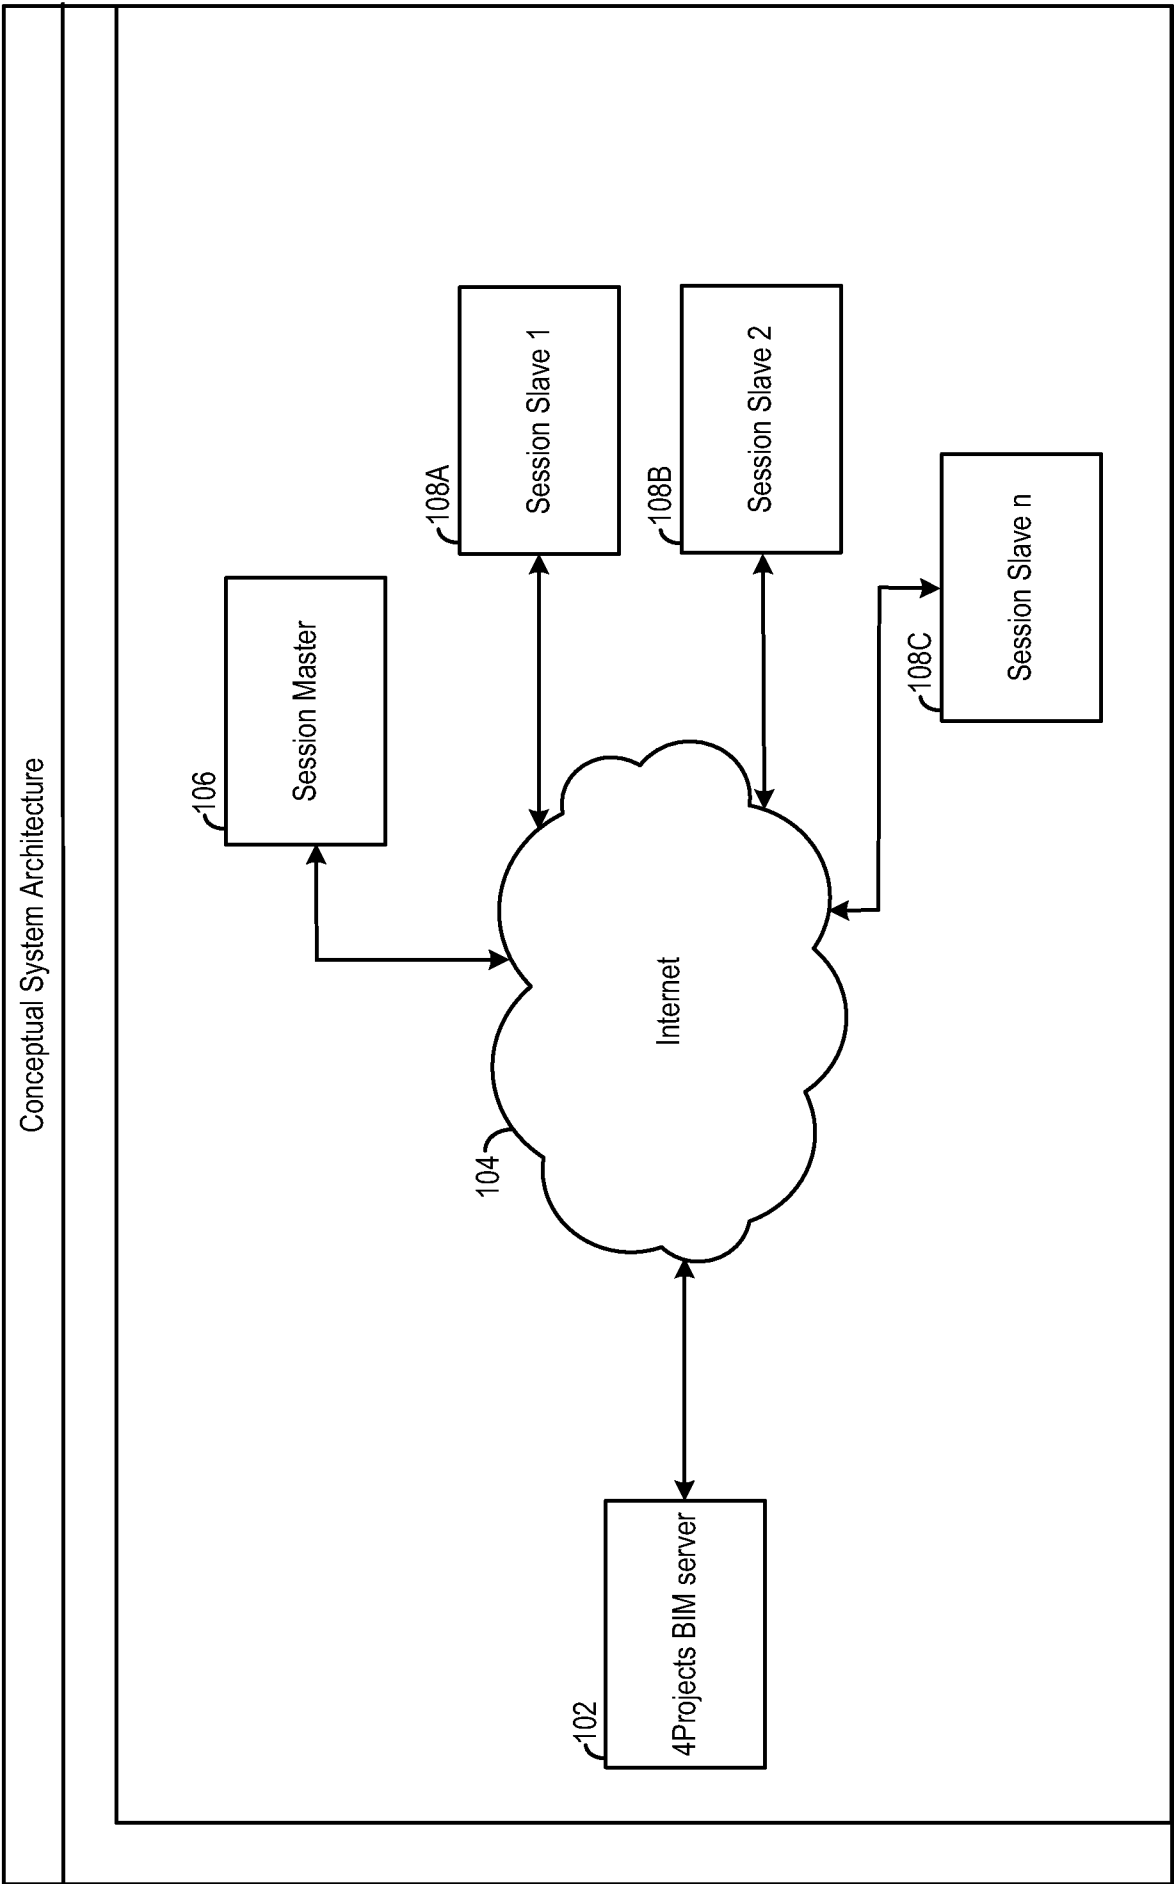 Conceptual System Architecture
106
Session Master
108A
Session Slave 1
104
Internet
108B
Session Slave 2
102
4Projects BIM server
108C
Session Slave n